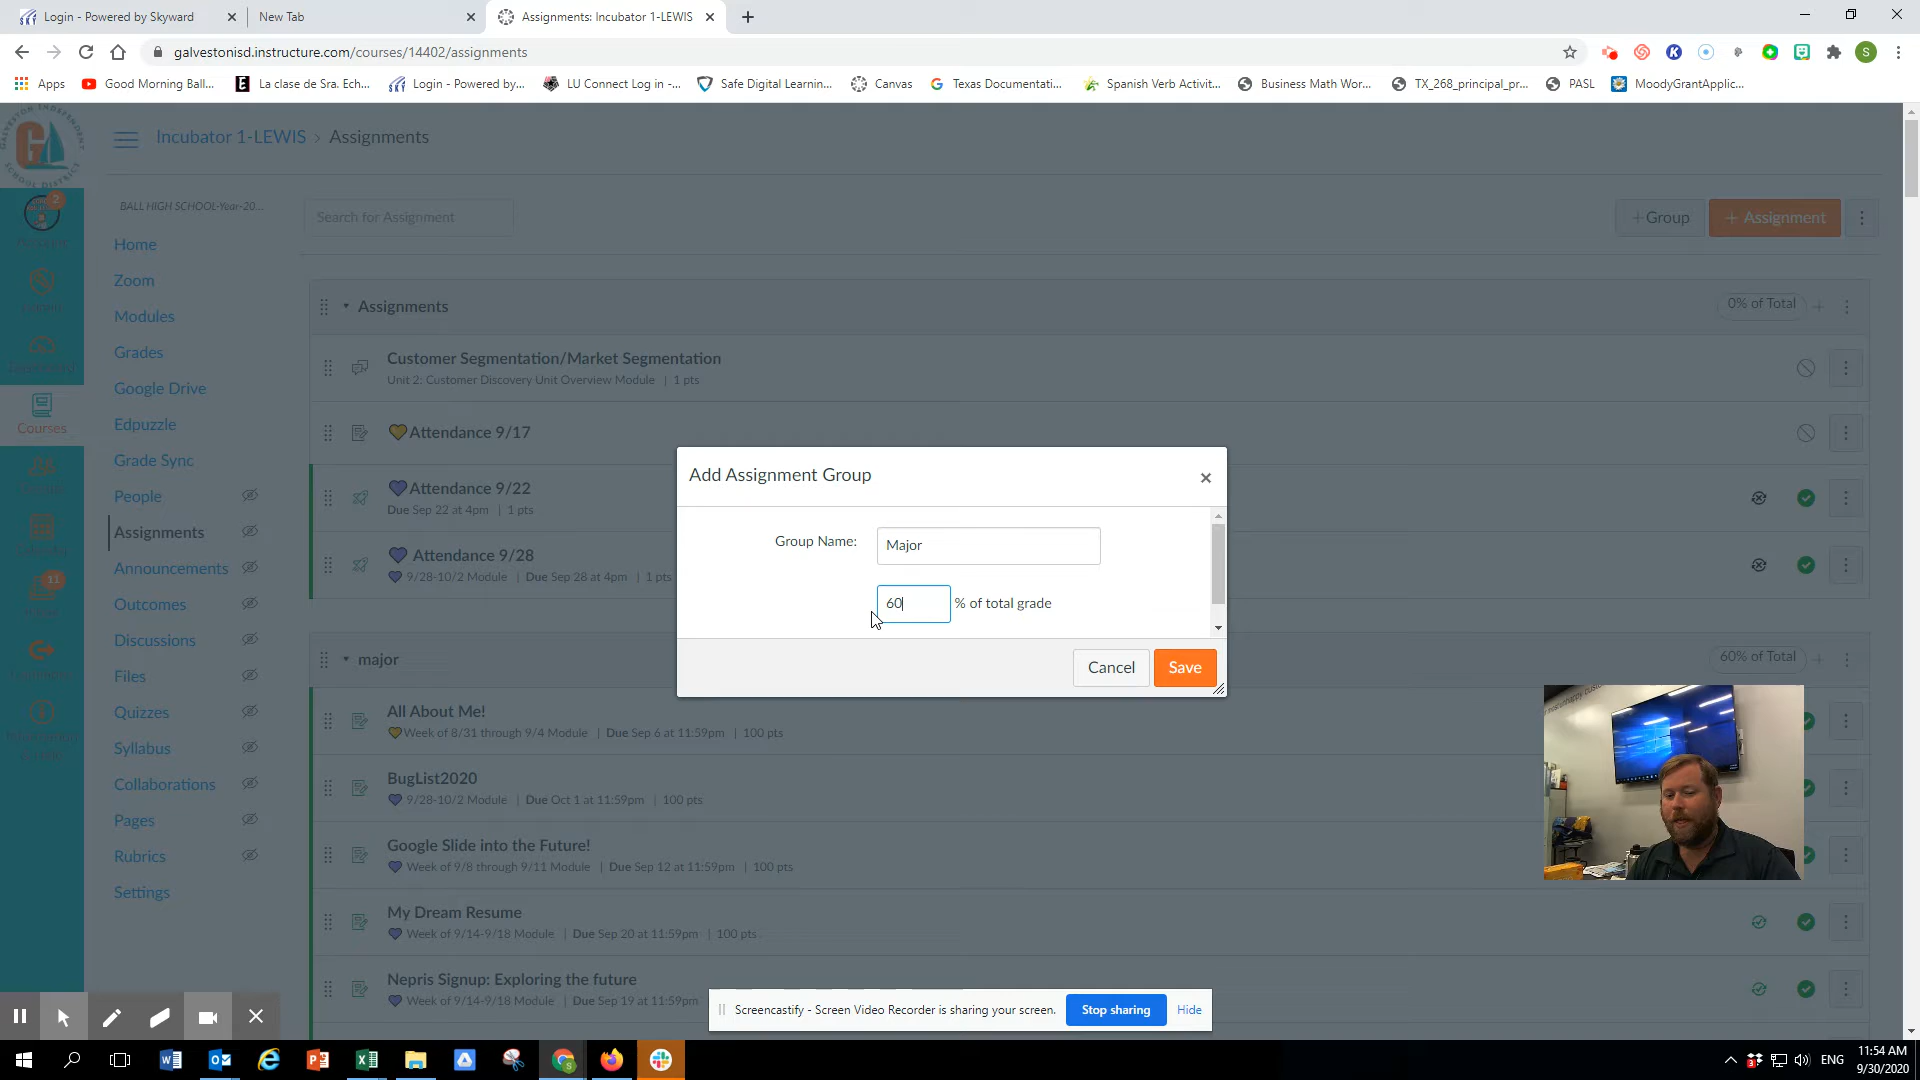 Login - Powered by Skyward
New Tab
Assignments: Incubator 1-LEWIS
galvestonisd.instructure.com/courses/14402/assignments
S
Apps
Good Morning Ball...
La clase de Sra. Ech...
Login - Powered by...
LU Connect Log in -...
Safe Digital Learnin...
Canvas
Texas Documentati...
Spanish Verb Activit...
Business Math Wor...
TX_268_principal_pr...
PASL
MoodyGrantApplic...
Incubator 1-LEWIS > Assignments
BALL HIGH SCHOOL-Year-20...
Search for Assignment
+ Group
+ Assignment
Home
Zoom
Modules
Grades
Google Drive
Edpuzzle
Grade Sync
People
Assignments
Announcements
Outcomes
Discussions
Files
Quizzes
Syllabus
Collaborations
Pages
Rubrics
Settings
2
Courses
11
Assignments
0% of Total
Customer Segmentation/Market Segmentation
Unit 2: Customer Discovery Unit Overview Module | 1 pts
Attendance 9/17
Attendance 9/22
Due Sep 22 at 4pm | 1 pts
Attendance 9/28
9/28-10/2 Module | Due Sep 28 at 4pm | 1 pts
Add Assignment Group
×
Group Name:
Major
60
% of total grade
Cancel
Save
major
60% of Total
All About Me!
Week of 8/31 through 9/4 Module | Due Sep 6 at 11:59pm | 100 pts
BugList2020
9/28-10/2 Module | Due Oct 1 at 11:59pm | 100 pts
Google Slide into the Future!
Week of 9/8 through 9/11 Module | Due Sep 12 at 11:59pm | 100 pts
My Dream Resume
Week of 9/14-9/18 Module | Due Sep 20 at 11:59pm | 100 pts
Nepris Signup: Exploring the future
Week of 9/14-9/18 Module | Due Sep 19 at 11:59pm
Screencastify - Screen Video Recorder is sharing your screen.
Stop sharing
Hide
ENG
11:54 AM
9/30/2020